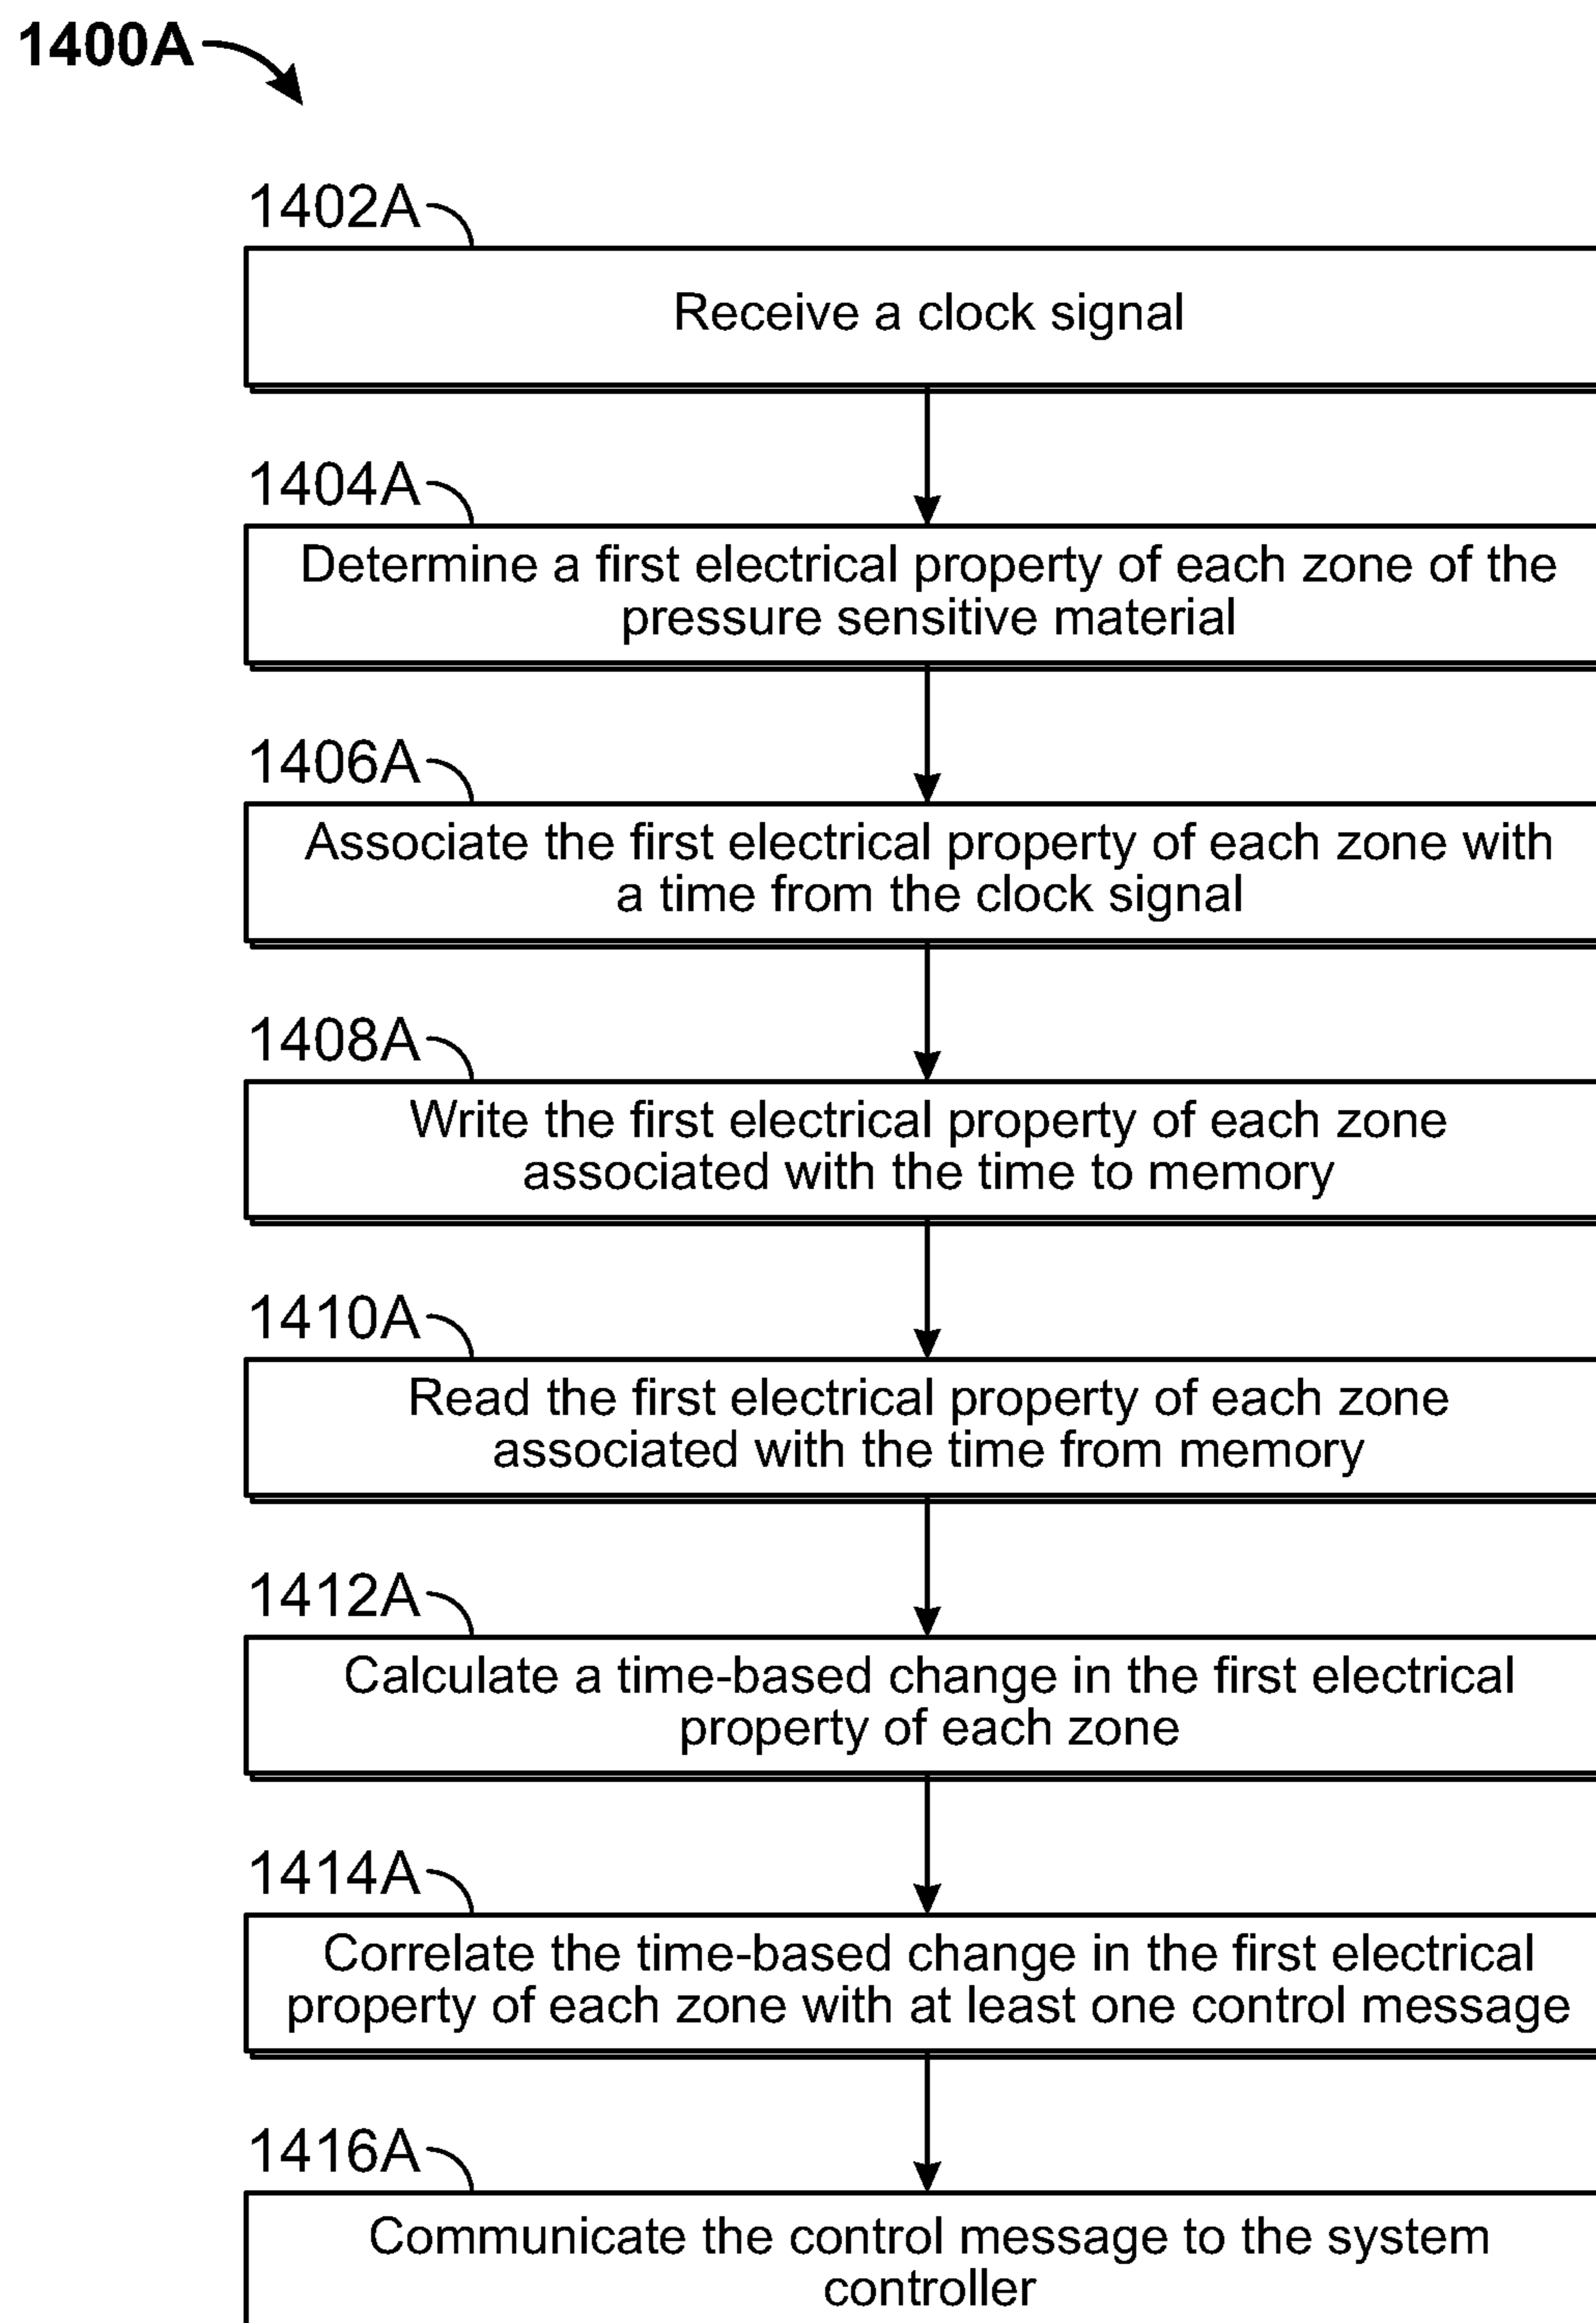 1400A
1402A
Receive a clock signal
1404A
Determine a first electrical property of each zone of the
pressure sensitive material
1406A
Associate the first electrical property of each zone with
a time from the clock signal
1408A
Write the first electrical property of each zone
associated with the time to memory
1410A
Read the first electrical property of each zone
associated with the time from memory
1412A
Calculate a time-based change in the first electrical
property of each zone
1414A
Correlate the time-based change in the first electrical
property of each zone with at least one control message
1416A
Communicate the control message to the system
controller